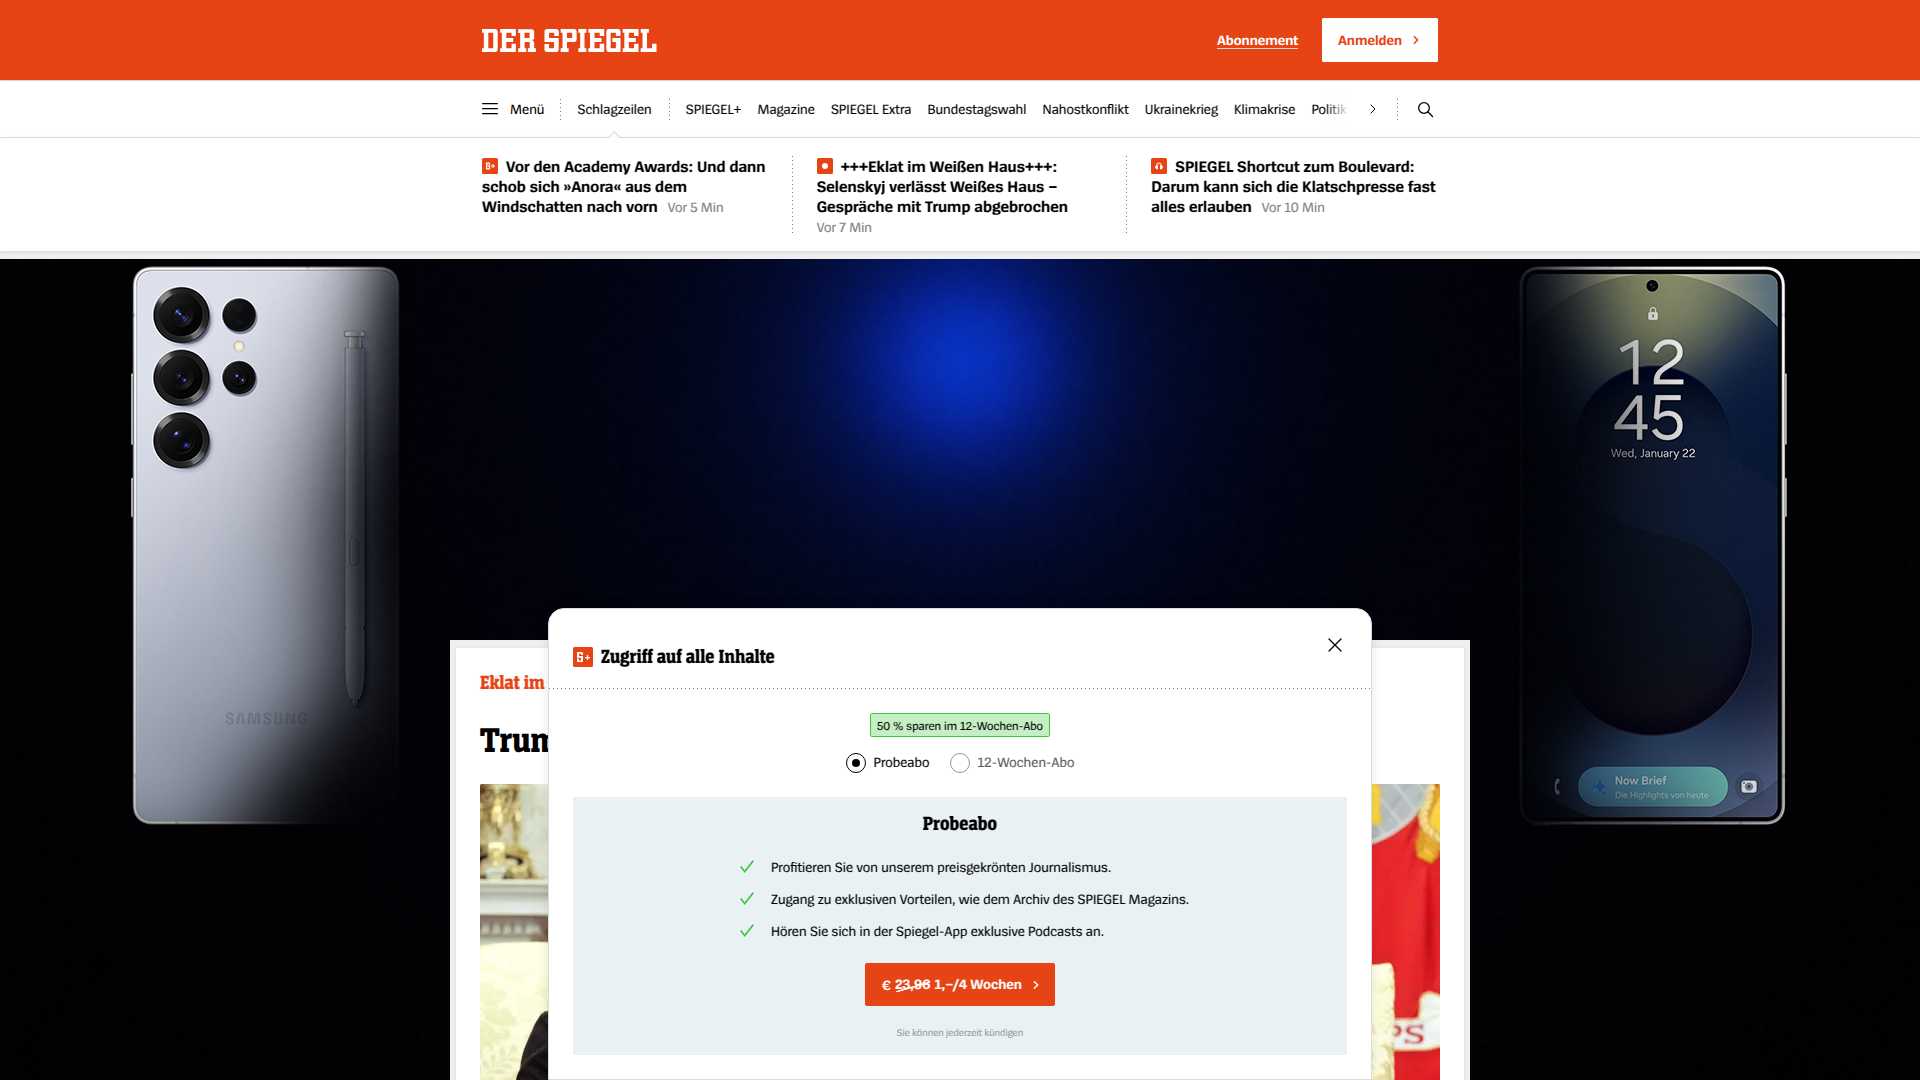 DER SPIEGEL
Abonnement
Anmelden
Menü
Schlagzeilen
SPIEGEL+
Magazine
SPIEGEL Extra
Bundestagswahl
Nahostkonflikt
Ukrainekrieg
Klimakrise
Politik
Vor den Academy Awards: Und dann
schob sich »Anora« aus dem
Windschatten nach vorn Vor 5 Min
+++Eklat im Weißen Haus+++:
Selenskyj verlässt Weißes Haus –
Gespräche mit Trump abgebrochen
Vor 7 Min
SPIEGEL Shortcut zum Boulevard:
Darum kann sich die Klatschpresse fast
alles erlauben Vor 10 Min
SAMSUNG
12
45
Wed, January 22
Now Brief
Die Highlights von heute
Eklat im
Trum
Zugriff auf alle Inhalte
50 % sparen im 12-Wochen-Abo
Probeabo
12-Wochen-Abo
Probeabo
Profitieren Sie von unserem preisgekrönten Journalismus.
Zugang zu exklusiven Vorteilen, wie dem Archiv des SPIEGEL Magazins.
Hören Sie sich in der Spiegel-App exklusive Podcasts an.
€ 23,96 1,–/4 Wochen
Sie können jederzeit kündigen
PS